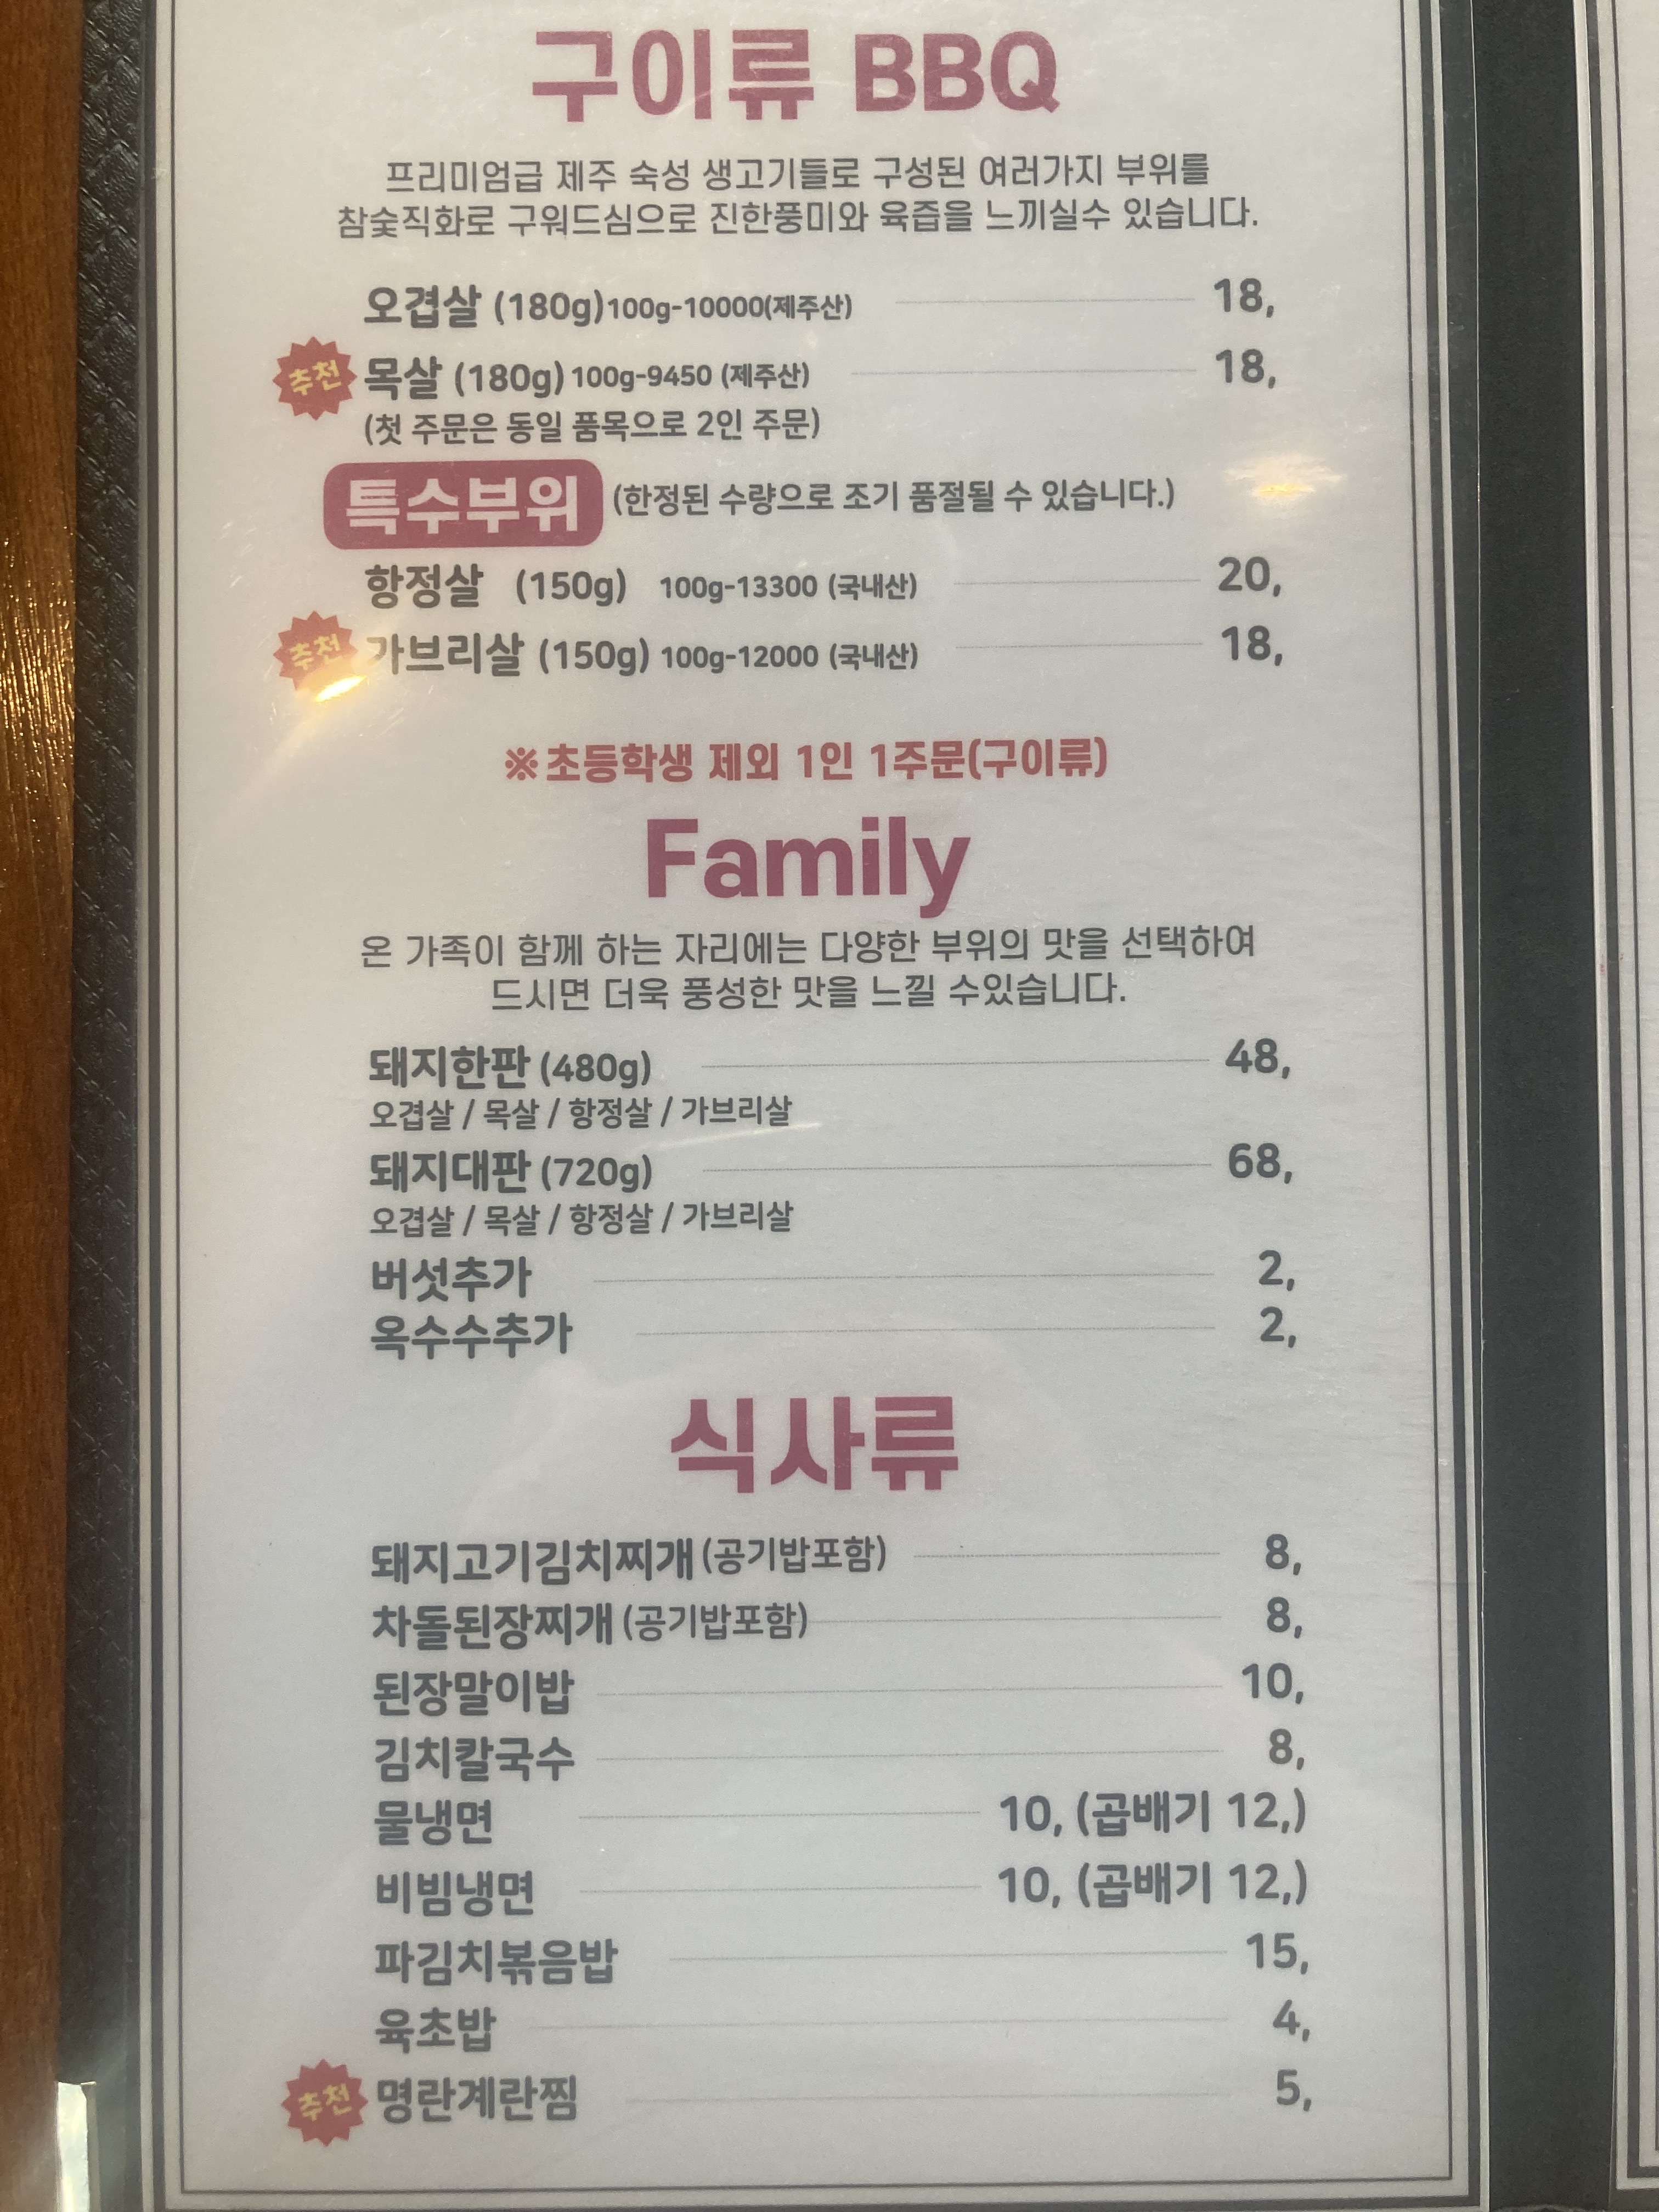 구이류 BBQ
프리미엄급 제주 숙성 생고기들로 구성된 여러가지 부위를
참숯직화로 구워드심으로 진한풍미와 육즙을 느끼실수 있습니다.
오겹살 (180g)100g-10000(제주산) 18,
추천 목살 (180g) 100g-9450 (제주산) 18,
(첫 주문은 동일 품목으로 2인 주문)
특수부위 (한정된 수량으로 조기 품절될 수 있습니다.)
항정살 (150g) 100g-13300 (국내산) 20,
추천 가브리살 (150g) 100g-12000 (국내산) 18,
※초등학생 제외 1인 1주문(구이류)
Family
온 가족이 함께 하는 자리에는 다양한 부위의 맛을 선택하여
드시면 더욱 풍성한 맛을 느낄 수있습니다.
돼지한판 (480g) 48,
오겹살 / 목살 / 항정살 / 가브리살
돼지대판 (720g) 68,
오겹살 / 목살 / 항정살 / 가브리살
버섯추가 2,
옥수수추가 2,
식사류
돼지고기김치찌개 (공기밥포함) 8,
차돌된장찌개 (공기밥포함) 8,
된장말이밥 10,
김치칼국수 8,
물냉면 10, (곱배기 12,)
비빔냉면 10, (곱배기 12,)
파김치볶음밥 15,
육초밥 4,
추천 명란계란찜 5,